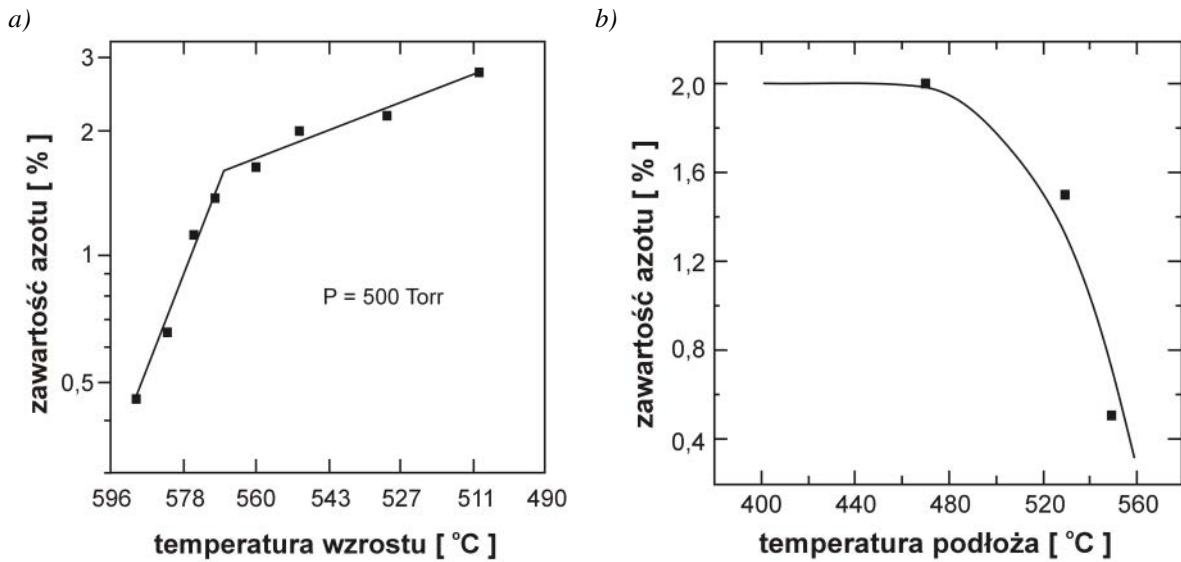 a)
3
2
1
0,5
zawartość azotu [ % ]
P = 500 Torr
596 578 560 543 527 511 490
temperatura wzrostu [ °C ]
b)
2,0
1,6
1,2
0,8
0,4
zawartość azotu [ % ]
400 440 480 520 560
temperatura podłoża [ °C ]